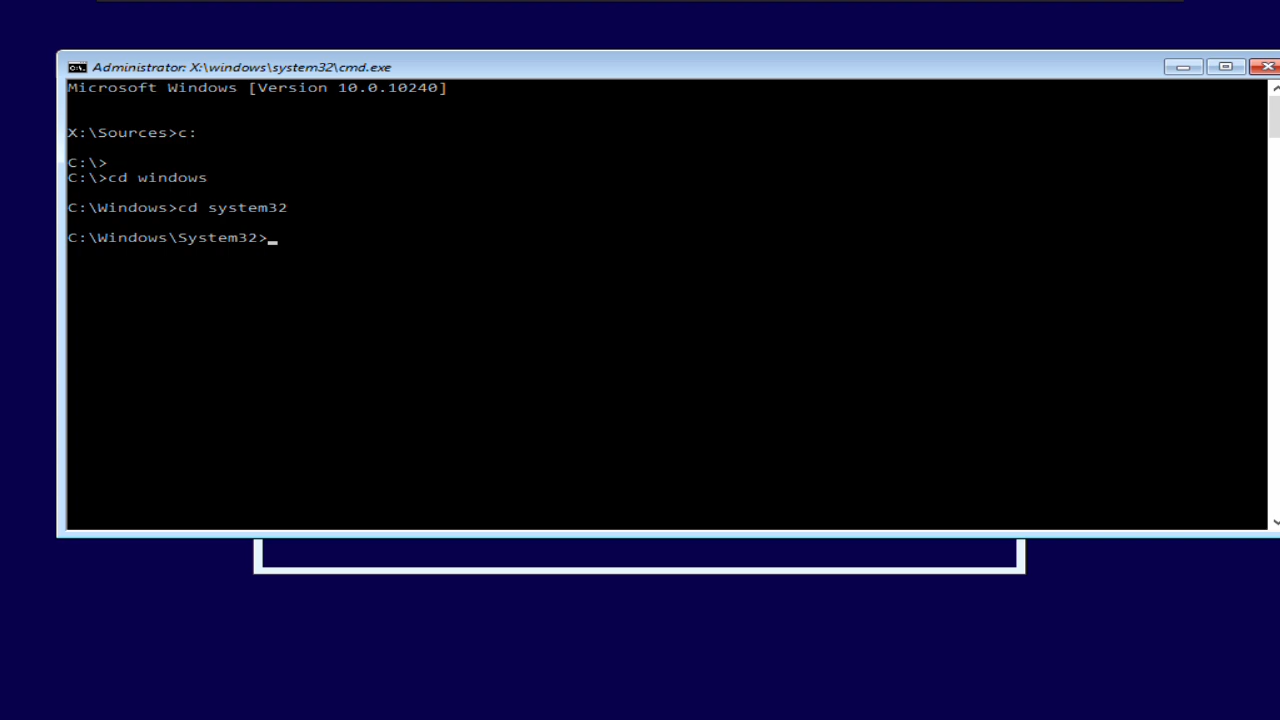 Administrator: X:\windows\system32\cmd.exe
Microsoft Windows [Version 10.0.10240]
X:\Sources>c:
C:\>
C:\>cd windows
C:\Windows>cd system32
C:\Windows\System32>